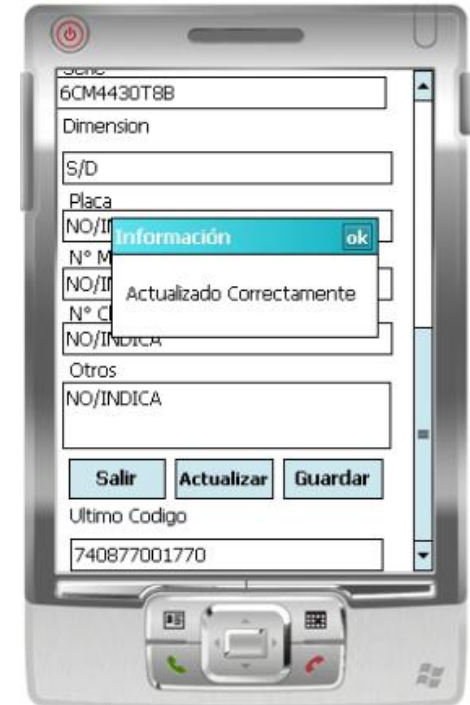 Serie
6CM4430T8B
Dimension
S/D
Placa
NO/I
Información ok
N° M
NO/I
Actualizado Correctamente
N° C
NO/INDICA
Otros
NO/INDICA
Salir Actualizar Guardar
Ultimo Codigo
740877001770